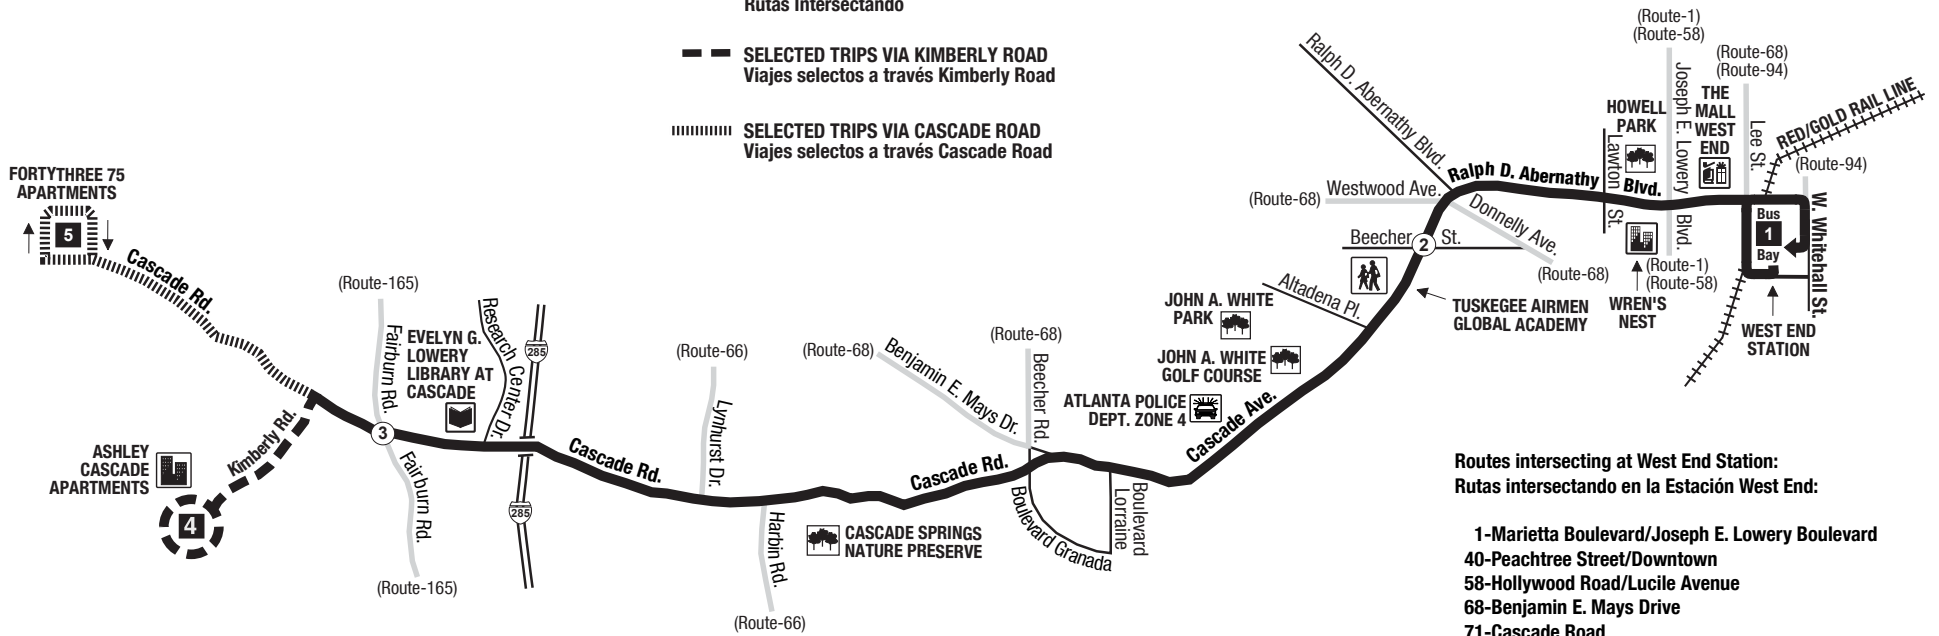 Rutas Intersectando
SELECTED TRIPS VIA KIMBERLY ROAD
Viajes selectos a través Kimberly Road
SELECTED TRIPS VIA CASCADE ROAD
Viajes selectos a través Cascade Road
FORTYTHREE 75
APARTMENTS
5
Cascade Rd.
ASHLEY
CASCADE
APARTMENTS
4
Kimberly Rd.
(Route-165)
Fairburn Rd.
3
Fairburn Rd.
(Route-165)
EVELYN G.
LOWERY
LIBRARY AT
CASCADE
Research Center Dr.
285
285
Cascade Rd.
(Route-66)
Lynhurst Dr.
Harbin Rd.
(Route-66)
CASCADE SPRINGS
NATURE PRESERVE
Cascade Rd.
(Route-68)
Benjamin E. Mays Dr.
(Route-68)
Beecher Rd.
Boulevard Granada
Boulevard
Lorraine
ATLANTA POLICE
DEPT. ZONE 4
JOHN A. WHITE
GOLF COURSE
JOHN A. WHITE
PARK
Cascade Ave.
Altadena Pl.
Beecher St.
2
TUSKEGEE AIRMEN
GLOBAL ACADEMY
(Route-68)
Westwood Ave.
Ralph D. Abernathy Blvd.
Donnelly Ave.
(Route-68)
Ralph D. Abernathy Blvd.
HOWELL
PARK
Lawton St.
WREN'S
NEST
(Route-1)
(Route-58)
Joseph E. Lowery Blvd.
(Route-1)
(Route-58)
THE
MALL
WEST
END
(Route-68)
(Route-94)
Lee St.
RED/GOLD RAIL LINE
(Route-94)
W. Whitehall St.
Bus
1
Bay
WEST END
STATION
Routes intersecting at West End Station:
Rutas intersectando en la Estación West End:
1-Marietta Boulevard/Joseph E. Lowery Boulevard
40-Peachtree Street/Downtown
58-Hollywood Road/Lucile Avenue
68-Benjamin E. Mays Drive
71-Cascade Road